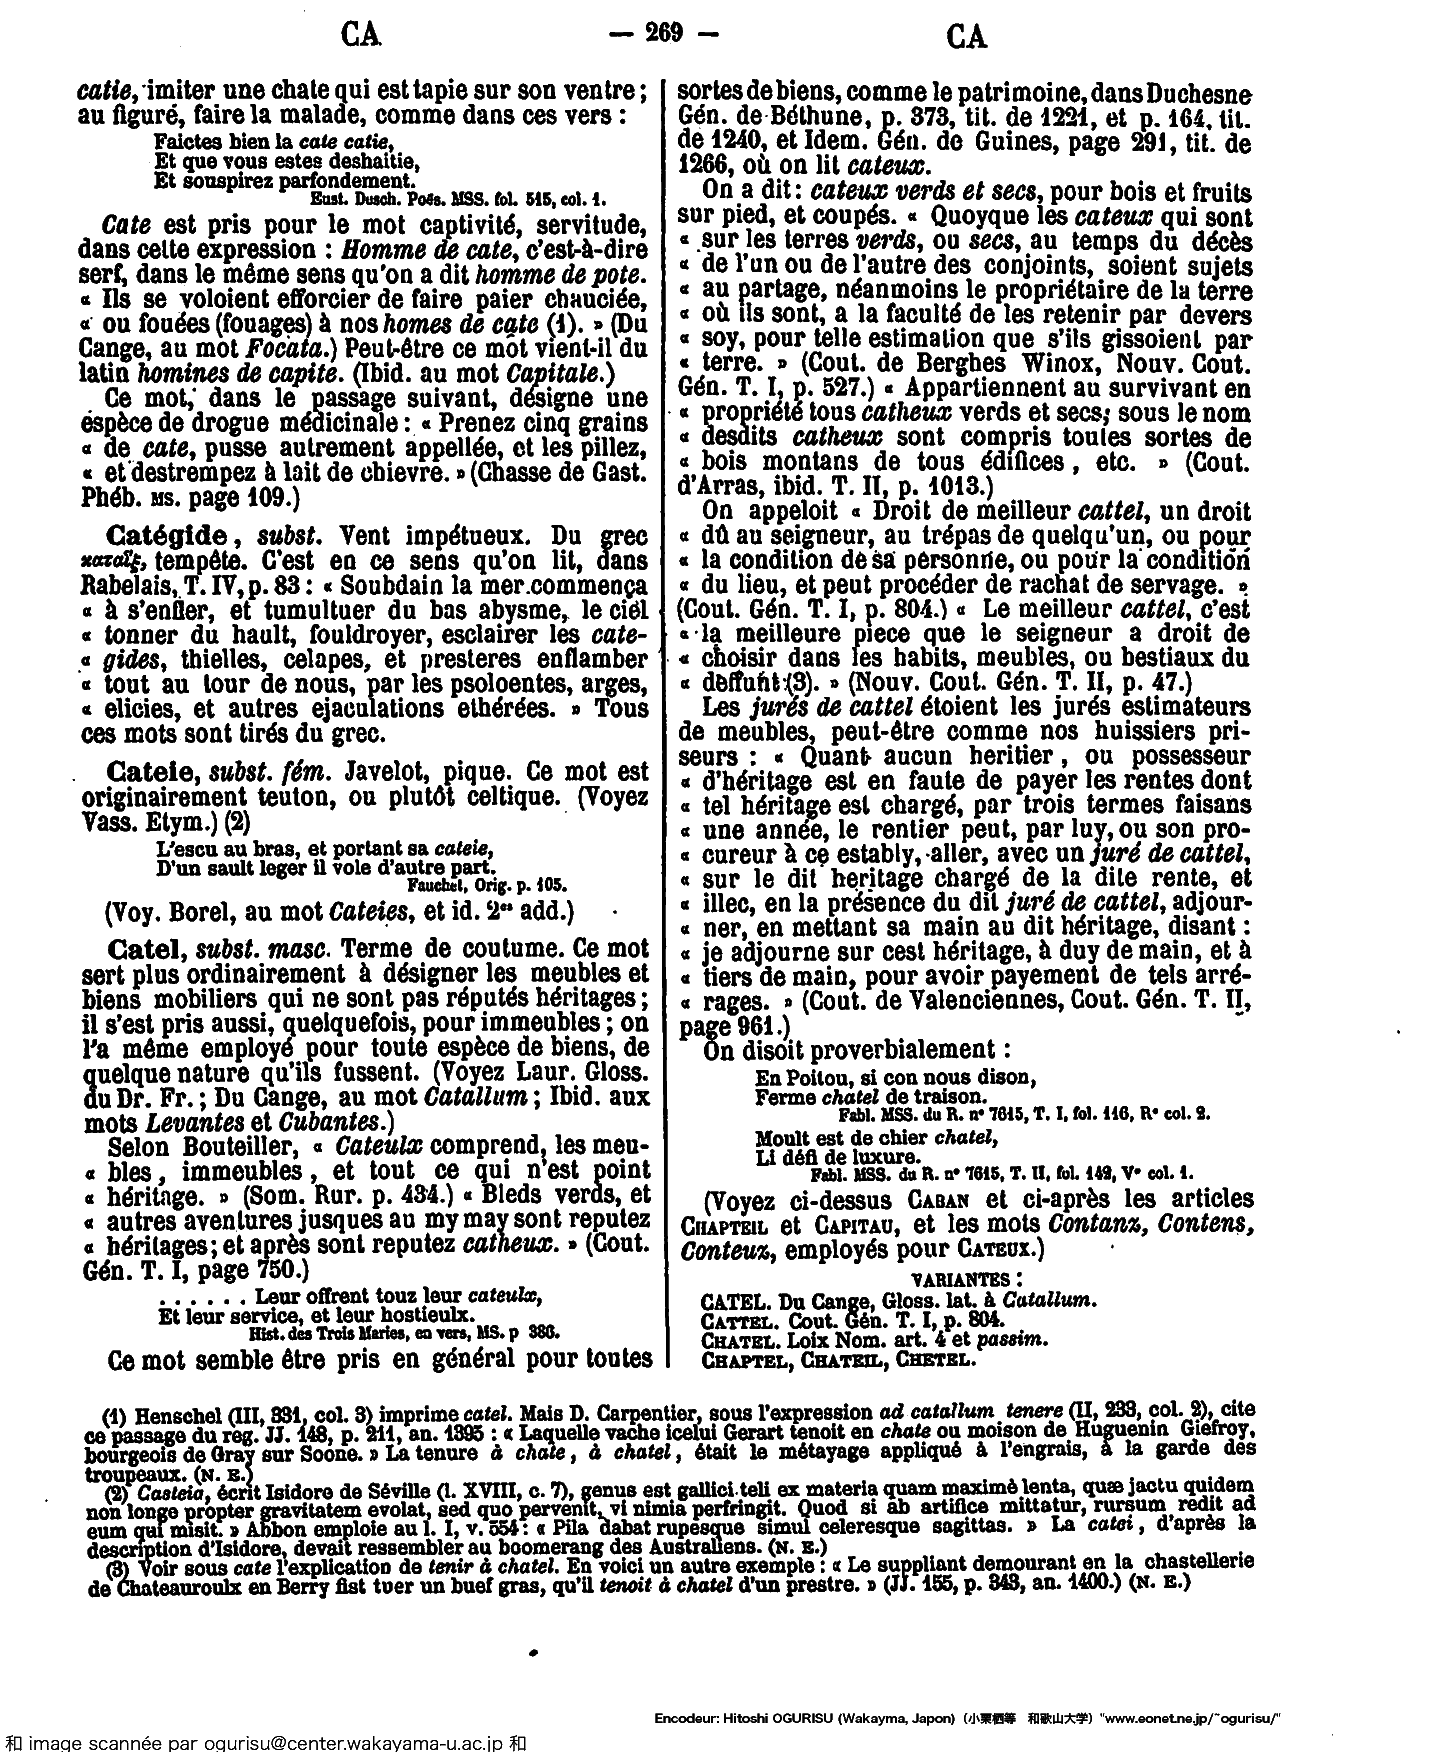 CA — 269 — CA
catie, imiter une chate qui est tapie sur son ventre ;
au figuré, faire la malade, comme dans ces vers :
Faictes bien la cate catie,
Et que vous estes deshaitie,
Et souspirez parfondement.
Eust. Dusch. Poës. MSS. fol. 515, col. 1.
Cate est pris pour le mot captivité, servitude,
dans cette expression : Homme de cate, c'est-à-dire
serf, dans le même sens qu'on a dit homme de pote.
« Ils se voloient efforcier de faire paier chauciée,
« ou fouées (fouages) à nos homes de cate (1). » (Du
Cange, au mot Focata.) Peut-être ce mot vient-il du
latin homines de capite. (Ibid. au mot Capitale.)
Ce mot, dans le passage suivant, désigne une
espèce de drogue médicinale : « Prenez cinq grains
« de cate, pusse autrement appellée, et les pillez,
« et destrempez à lait de chievre. » (Chasse de Gast.
Phéb. MS. page 109.)
Catégide, subst. Vent impétueux. Du grec
tempête. C'est en ce sens qu'on lit, dans
Rabelais, T. IV, p. 83 : « Soubdain la mer commença
« à s'enfler, et tumultuer du bas abysme, le ciel
« tonner du hault, fouldroyer, esclairer les cate-
« gides, thielles, celapes, et presteres enflamber
« tout au tour de nous, par les psoloentes, arges,
« elicies, et autres ejaculations ethérées. » Tous
ces mots sont tirés du grec.
Cateie, subst. fém. Javelot, pique. Ce mot est
originairement teuton, ou plutôt celtique. (Voyez
Vass. Etym.) (2)
L'escu au bras, et portant sa cateie,
D'un sault leger il vole d'autre part.
Fauchet, Orig. p. 105.
(Voy. Borel, au mot Cateies, et id. 2es add.)
Catel, subst. masc. Terme de coutume. Ce mot
sert plus ordinairement à désigner les meubles et
biens mobiliers qui ne sont pas réputés héritages ;
il s'est pris aussi, quelquefois, pour immeubles ; on
l'a même employé pour toute espèce de biens, de
quelque nature qu'ils fussent. (Voyez Laur. Gloss.
du Dr. Fr. ; Du Cange, au mot Catallum ; Ibid. aux
mots Levantes et Cubantes.)
Selon Bouteiller, « Cateulx comprend, les meu-
« bles, immeubles, et tout ce qui n'est point
« héritage. » (Som. Rur. p. 434.) « Bleds verds, et
« autres aventures jusques au my may sont reputez
« héritages ; et après sont reputez catheux. » (Cout.
Gén. T. I, page 750.)
. . . . . . Leur offrent touz leur cateulx,
Et leur service, et leur hostieulx.
Hist. des Trois Maries, en vers, MS. p 386.
Ce mot semble être pris en général pour toutes
sortes de biens, comme le patrimoine, dans Duchesne
Gén. de Béthune, p. 373, tit. de 1221, et p. 164, tit.
de 1240, et Idem. Gén. de Guines, page 291, tit. de
1266, où on lit cateux.
On a dit : cateux verds et secs, pour bois et fruits
sur pied, et coupés. « Quoyque les cateux qui sont
« sur les terres verds, ou secs, au temps du décès
« de l'un ou de l'autre des conjoints, soient sujets
« au partage, néanmoins le propriétaire de la terre
« où ils sont, a la faculté de les retenir par devers
« soy, pour telle estimation que s'ils gissoient par
« terre. » (Cout. de Berghes Winox, Nouv. Cout.
Gén. T. I, p. 527.) « Appartiennent au survivant en
« propriété tous catheux verds et secs, sous le nom
« desdits catheux sont compris toutes sortes de
« bois montans de tous édifices, etc. » (Cout.
d'Arras, ibid. T. II, p. 1013.)
On appeloit « Droit de meilleur cattel, un droit
« dû au seigneur, au trépas de quelqu'un, ou pour
« la condition de sa personne, ou pour la condition
« du lieu, et peut procéder de rachat de servage. »
(Cout. Gén. T. I, p. 804.) « Le meilleur cattel, c'est
« la meilleure piece que le seigneur a droit de
« choisir dans les habits, meubles, ou bestiaux du
« deffunt (3). » (Nouv. Cout. Gén. T. II, p. 47.)
Les jurés de cattel étoient les jurés estimateurs
de meubles, peut-être comme nos huissiers pri-
seurs : « Quant aucun heritier, ou possesseur
« d'héritage est en faute de payer les rentes dont
« tel héritage est chargé, par trois termes faisans
« une année, le rentier peut, par luy, ou son pro-
« cureur à ce estably, aller, avec un juré de cattel,
« sur le dit heritage chargé de la dite rente, et
« illec, en la présence du dit juré de cattel, adjour-
« ner, en mettant sa main au dit héritage, disant :
« je adjourne sur cest héritage, à duy de main, et à
« tiers de main, pour avoir payement de tels arré-
« rages. » (Cout. de Valenciennes, Cout. Gén. T. II,
page 961.)
On disoit proverbialement :
En Poitou, si con nous dison,
Ferme chatel de traison.
Fabl. MSS. du R. n° 7615, T. I, fol. 116, R° col. 2.
Moult est de chier chatel,
Li défi de luxure.
Fabl. MSS. du R. n° 7615, T. II, fol. 149, V° col. 1.
(Voyez ci-dessus CABAN et ci-après les articles
CHAPTEIL et CAPITAU, et les mots Contanz, Contens,
Conteux, employés pour CATEUX.)
VARIANTES :
CATEL. Du Cange, Gloss. lat. à Catallum.
CATTEL. Cout. Gén. T. I, p. 804.
CHATEL. Loix Nom. art. 4 et passim.
CHAPTEL, CHATEIL, CHETEL.
(1) Henschel (III, 331, col. 3) imprime catel. Mais D. Carpentier, sous l'expression ad catallum tenere (II, 233, col. 2), cite
ce passage du reg. JJ. 148, p. 211, an. 1395 : « Laquelle vache icelui Gerart tenoit en chate ou moison de Huguenin Giefroy,
bourgeois de Gray sur Soone. » La tenure à chate, à chatel, était le métayage appliqué à l'engrais, à la garde des
troupeaux. (N. E.)
(2) Casteia, écrit Isidore de Séville (l. XVIII, c. 7), genus est gallici teli ex materia quam maximè lenta, quæ jactu quidem
non longe propter gravitatem evolat, sed quo pervenit, vi nimia perfringit. Quod si ab artifice mittatur, rursum redit ad
eum qui misit. » Abbon emploie au l. I, v. 554 : « Pila dabat rupesque simul celeresque sagittas. » La catei, d'après la
description d'Isidore, devait ressembler au boomerang des Australiens. (N. E.)
(3) Voir sous cate l'explication de tenir à chatel. En voici un autre exemple : « Le suppliant demourant en la chastellerie
de Chateauroulx en Berry fist tuer un buef gras, qu'il tenoit à chatel d'un prestre. » (JJ. 155, p. 343, an. 1400.) (N. E.)
Encodeur: Hitoshi OGURISU (Wakayma, Japon) (小栗栖等 和歌山大学) "www.eonet.ne.jp/~ogurisu/"
和 image scannée par ogurisu@center.wakayama-u.ac.jp 和